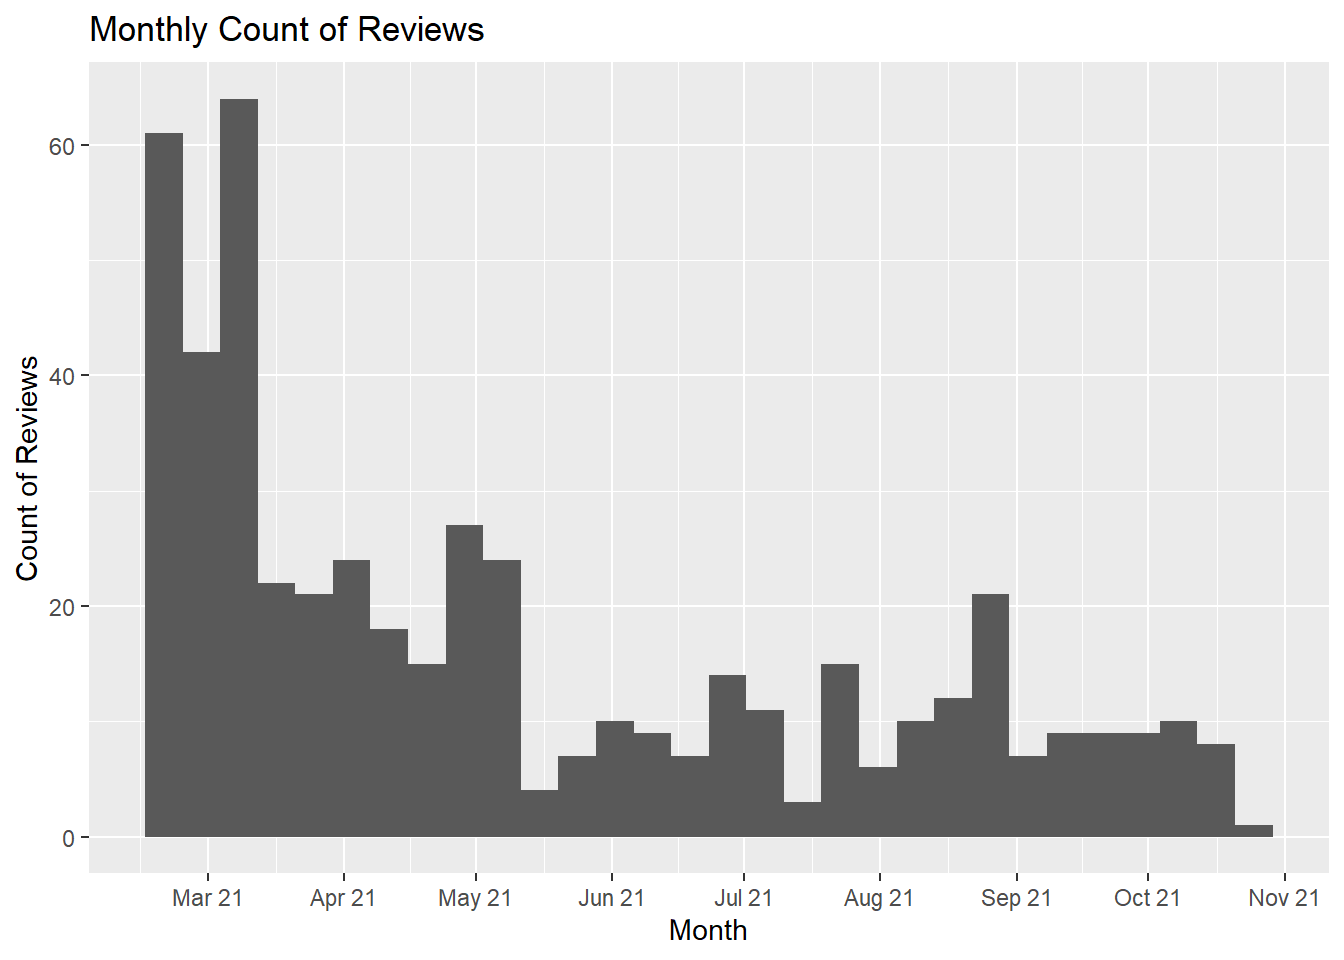 Monthly Count of Reviews
Count of Reviews
60
40
20
0
Mar 21 Apr 21 May 21 Jun 21 Jul 21 Aug 21 Sep 21 Oct 21 Nov 21
Month